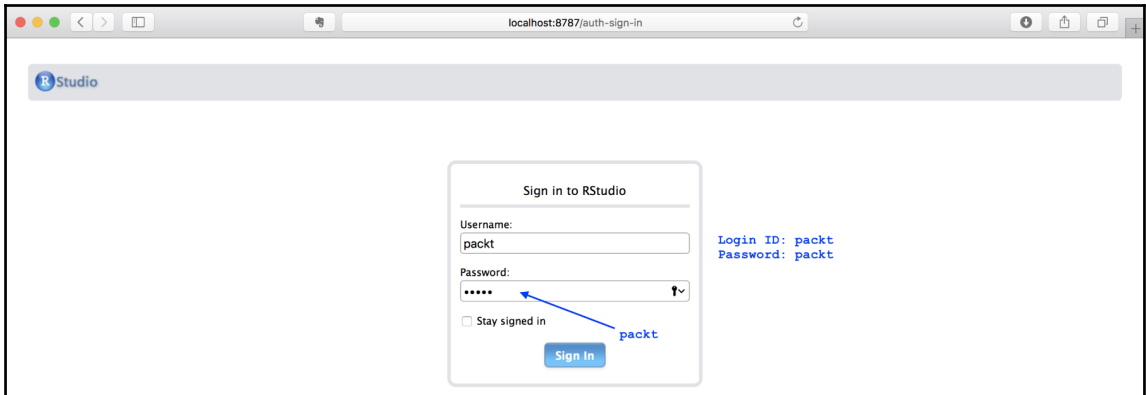 localhost:8787/auth-sign-in
R Studio
Sign in to RStudio
Username:
packt
Login ID: packt
Password: packt
Password:
•••••
Stay signed in
packt
Sign In